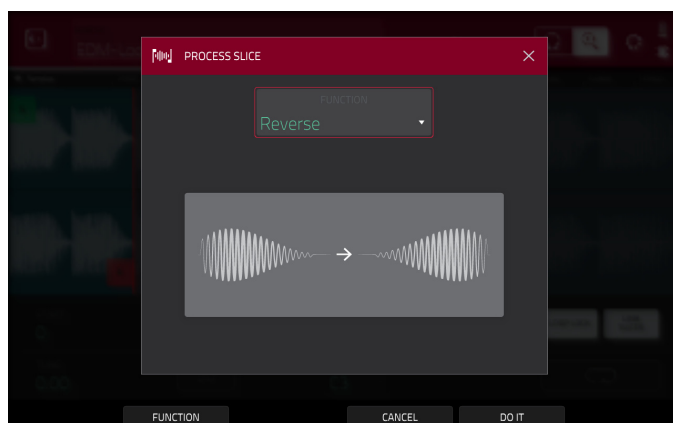 PROCESS SLICE
FUNCTION
Reverse
FUNCTION
CANCEL
DO IT